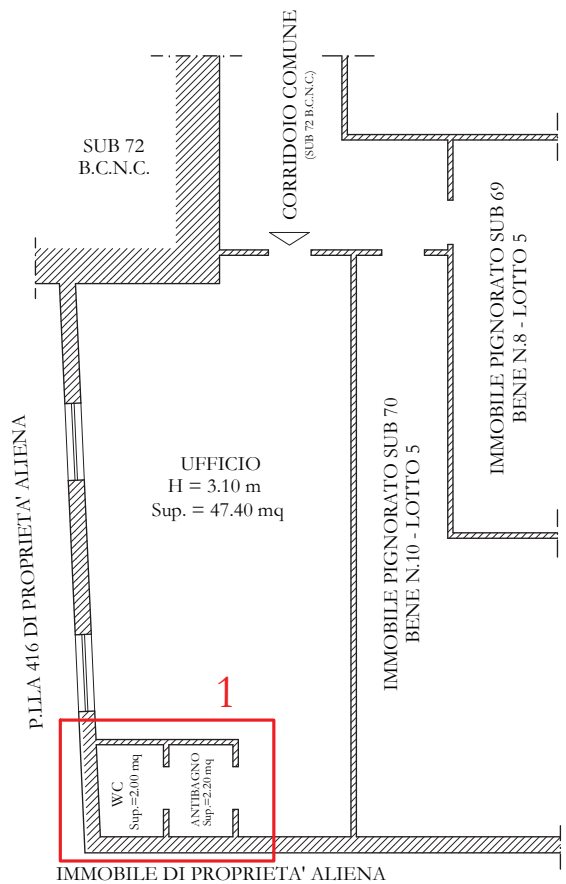 CORRIDOIO COMUNE
(SUB 72 B.C.N.C.)
SUB 72
B.C.N.C.
IMMOBILE PIGNORATO SUB 69
BENE N.8 - LOTTO 5
P.LLA 416 DI PROPRIETA' ALIENA
UFFICIO
H = 3.10 m
Sup. = 47.40 mq
IMMOBILE PIGNORATO SUB 70
BENE N.10 - LOTTO 5
1
WC
Sup.=2.00 mq
ANTIBAGNO
Sup.=2.20 mq
IMMOBILE DI PROPRIETA' ALIENA